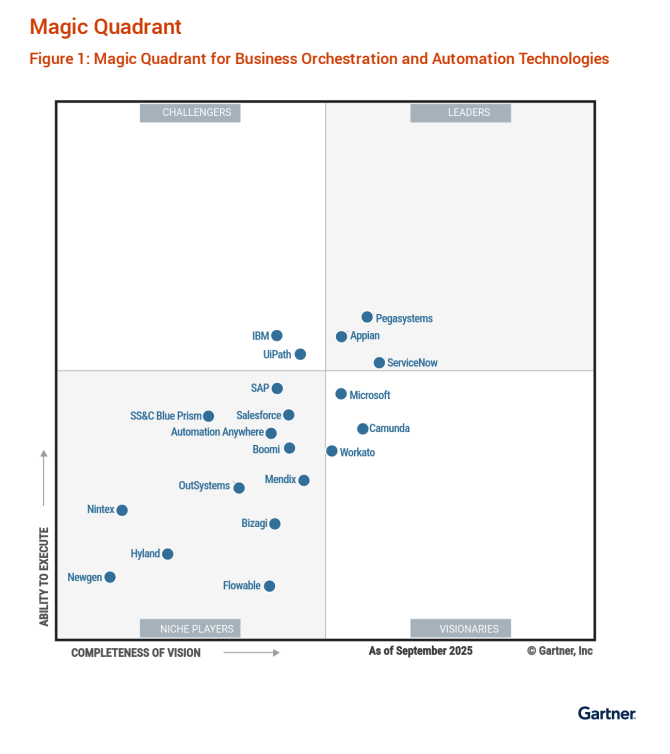 Magic Quadrant
Figure 1: Magic Quadrant for Business Orchestration and Automation Technologies
CHALLENGERS
LEADERS
Pegasystems
IBM
Appian
UiPath
ServiceNow
SAP
Microsoft
SS&C Blue Prism
Salesforce
Automation Anywhere
Camunda
Boomi
Workato
OutSystems
Mendix
Nintex
Bizagi
Hyland
Newgen
Flowable
NICHE PLAYERS
VISIONARIES
ABILITY TO EXECUTE
COMPLETENESS OF VISION
As of September 2025
© Gartner, Inc
Gartner